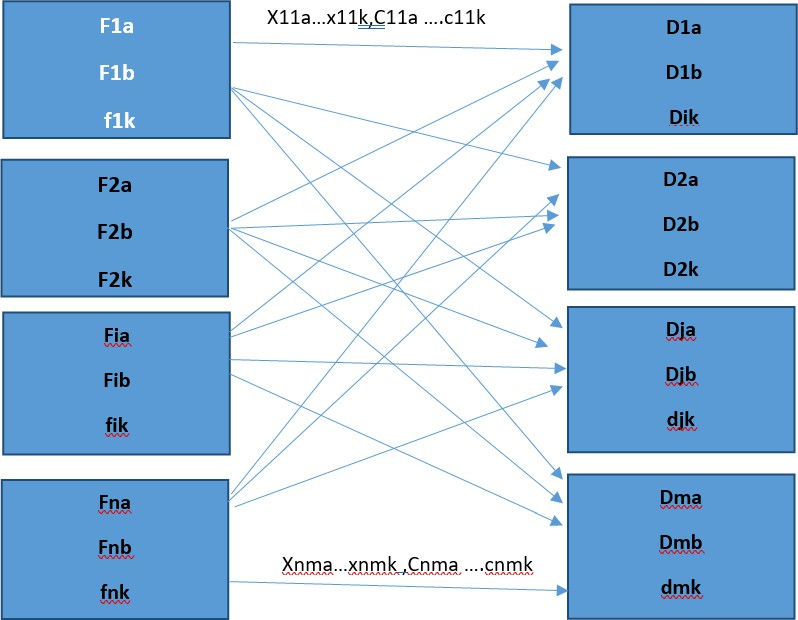 X11a...x11k,C11a ....c11k
F1a
F1b
f1k
F2a
F2b
F2k
Fia
Fib
fik
Fna
Fnb
fnk
D1a
D1b
Dik
D2a
D2b
D2k
Dja
Djb
djk
Dma
Dmb
dmk
Xnma...xnmk ,Cnma ....cnmk